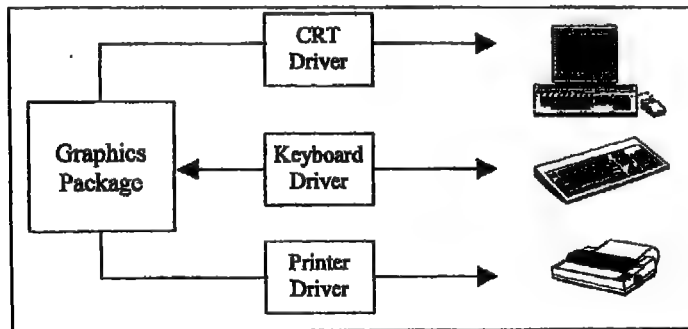 CRT
Driver
Graphics
Package
Keyboard
Driver
Printer
Driver